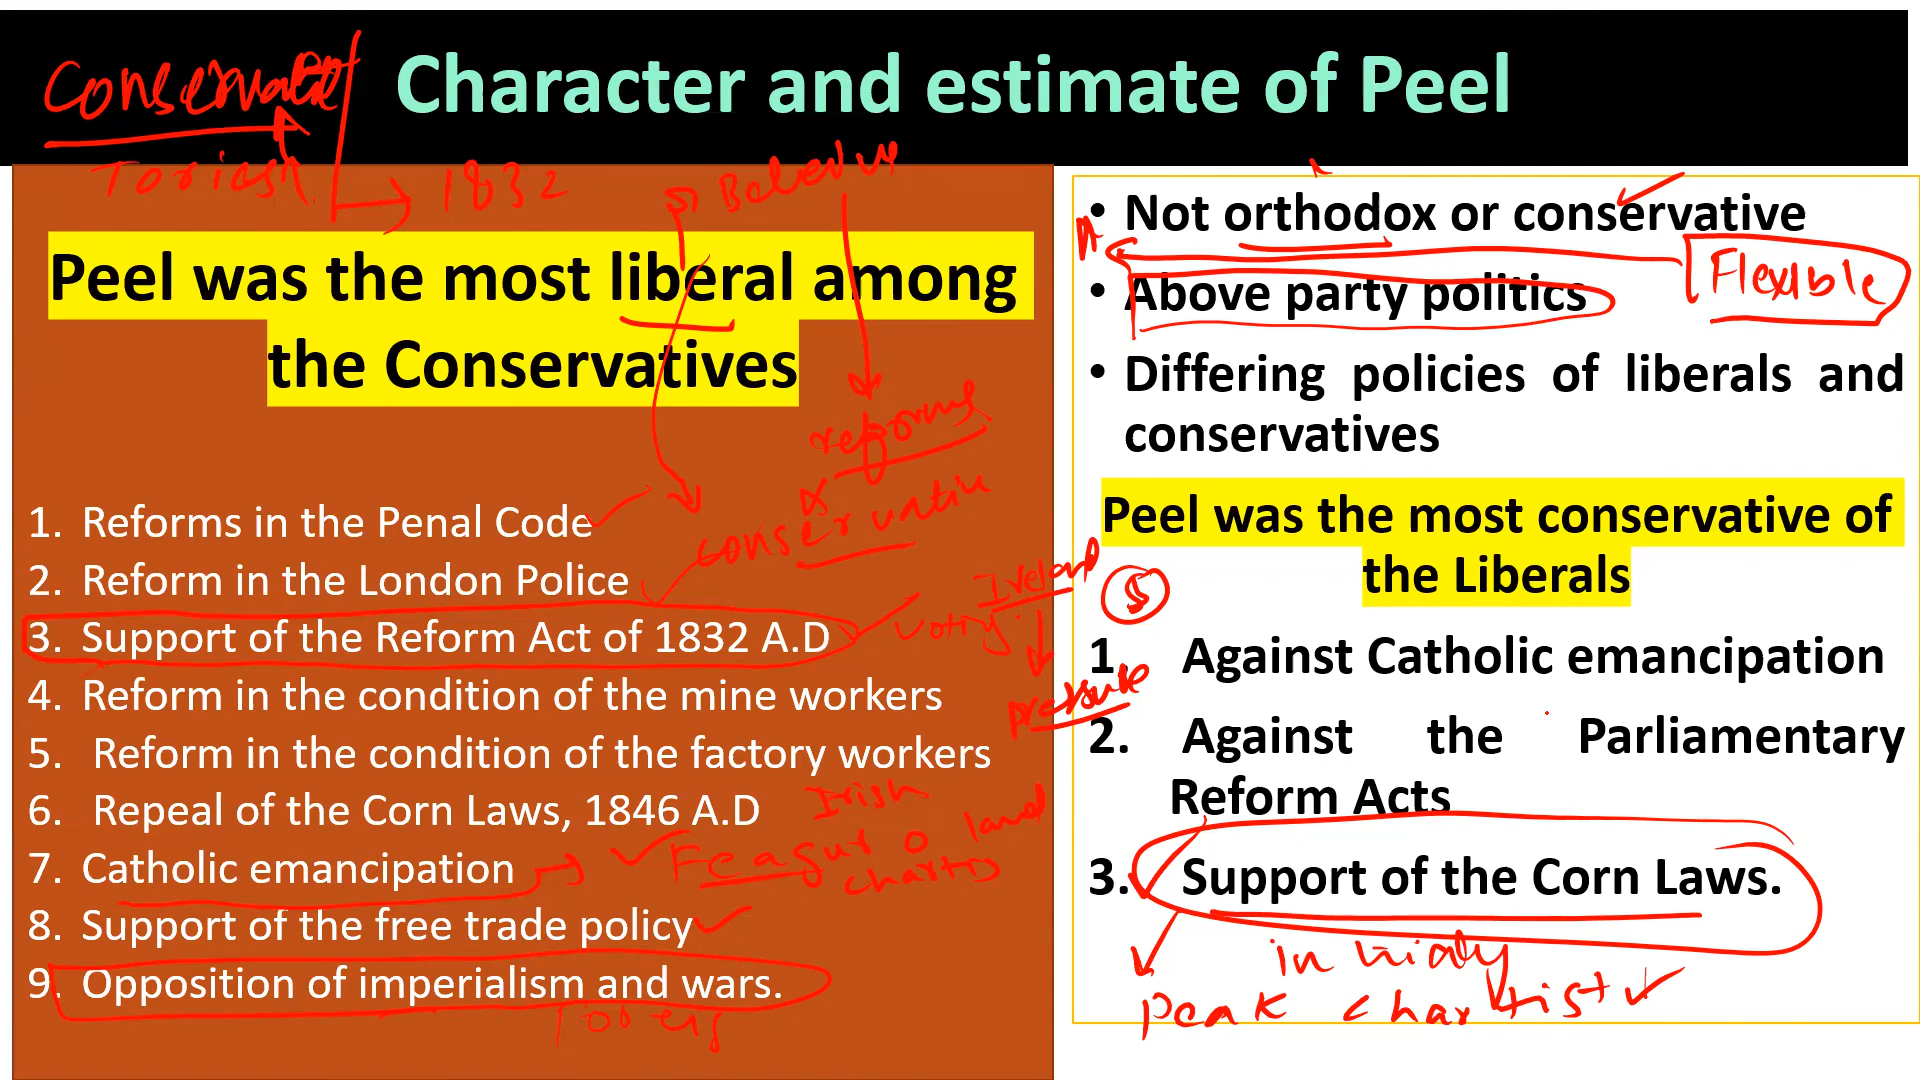 Character and estimate of Peel
Tories
1832
Peel was the most liberal among
the Conservatives
reforms
conservative
1. Reforms in the Penal Code
2. Reform in the London Police
3. Support of the Reform Act of 1832 A.D
4. Reform in the condition of the mine workers
5. Reform in the condition of the factory workers
6. Repeal of the Corn Laws, 1846 A.D
7. Catholic emancipation
8. Support of the free trade policy
9. Opposition of imperialism and wars.
Ireland
pressure
Irish
land
• Not orthodox or conservative
Flexible
• Above party politics
• Differing policies of liberals and
conservatives
Peel was the most conservative of
the Liberals
1. Against Catholic emancipation
2. Against the Parliamentary
Reform Acts
3. Support of the Corn Laws.
in
peak chartist